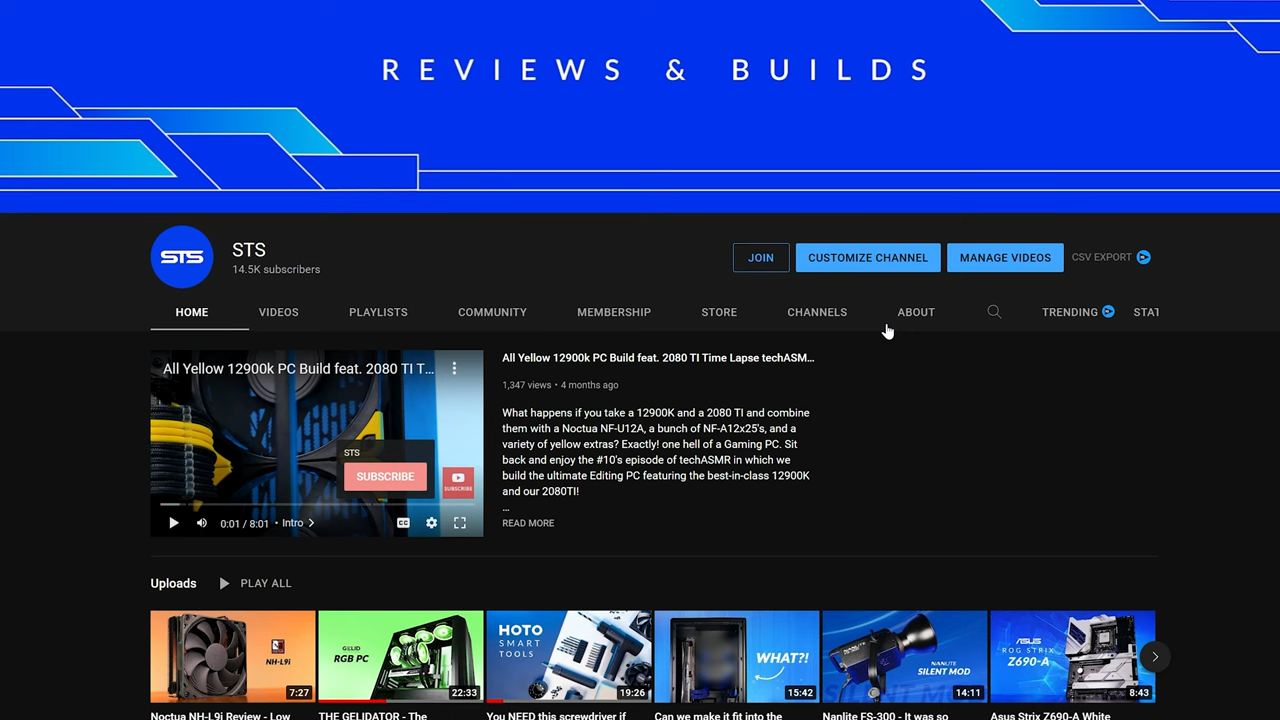 REVIEWS & BUILDS
STS
STS
14.5K subscribers
JOIN
CUSTOMIZE CHANNEL
MANAGE VIDEOS
CSV EXPORT
HOME
VIDEOS
PLAYLISTS
COMMUNITY
MEMBERSHIP
STORE
CHANNELS
ABOUT
TRENDING
STAT
All Yellow 12900k PC Build feat. 2080 TI T...
STS
SUBSCRIBE
SUBSCRIBE
0:01 / 8:01 • Intro
CC
All Yellow 12900k PC Build feat. 2080 TI Time Lapse techASM...
1,347 views • 4 months ago
What happens if you take a 12900K and a 2080 TI and combine
them with a Noctua NF-U12A, a bunch of NF-A12x25's, and a
variety of yellow extras? Exactly! one hell of a Gaming PC. Sit
back and enjoy the #10's episode of techASMR in which we
build the ultimate Editing PC featuring the best-in-class 12900K
and our 2080TI!
...
READ MORE
Uploads
PLAY ALL
NH-L9i
7:27
GELID
RGB PC
22:33
HOTO
SMART
TOOLS
19:26
WHAT?!
15:42
NANLITE
SILENT MOD
SILENT MOD
14:11
ASUS
ROG STRIX
Z690-A
8:43
Noctua NH-L9i Review - Low
THE GELIDATOR - The
You NEED this screwdriver if
Can we make it fit into the
Nanlite FS-300 - It was so
Asus Strix Z690-A White